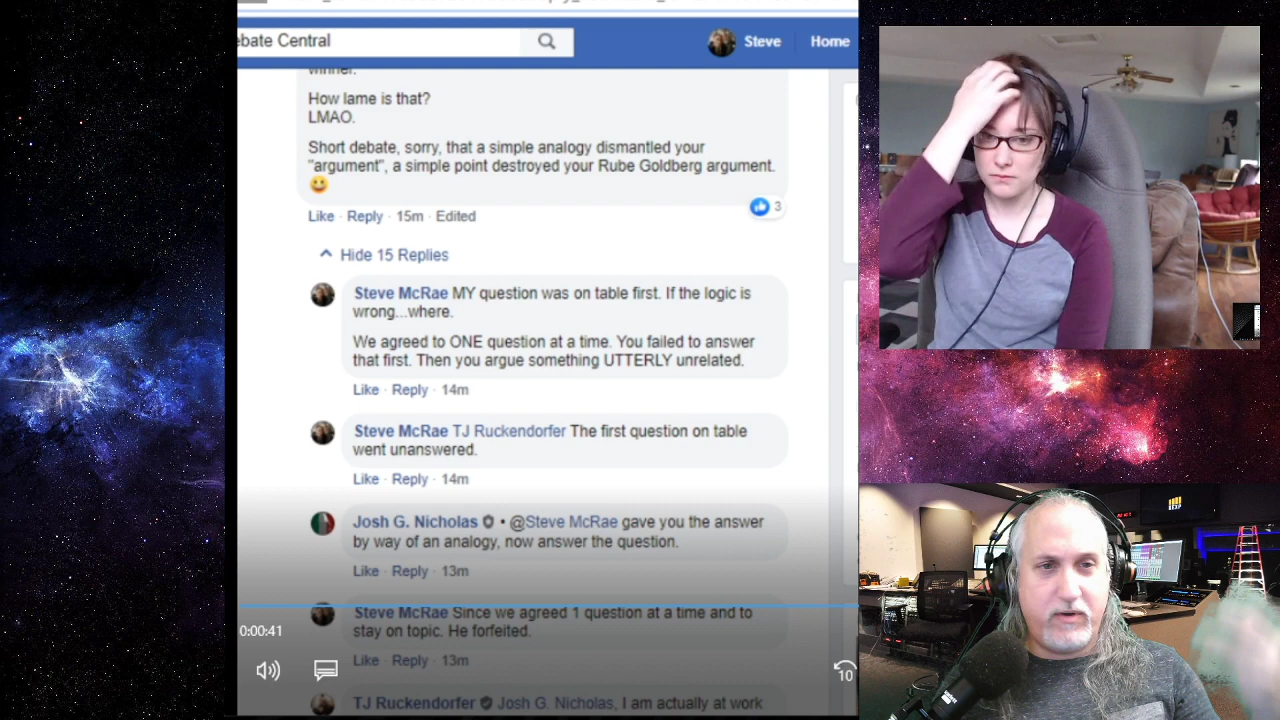 ebate Central
Steve
Home
winner.
How lame is that?
LMAO.
Short debate, sorry, that a simple analogy dismantled your
"argument", a simple point destroyed your Rube Goldberg argument.
Like · Reply · 15m · Edited
3
Hide 15 Replies
Steve McRae MY question was on table first. If the logic is
wrong...where.
We agreed to ONE question at a time. You failed to answer
that first. Then you argue something UTTERLY unrelated.
Like · Reply · 14m
Steve McRae TJ Ruckendorfer The first question on table
went unanswered.
Like · Reply · 14m
Josh G. Nicholas • @Steve McRae gave you the answer
by way of an analogy, now answer the question.
Like · Reply · 13m
Steve McRae Since we agreed 1 question at a time and to
stay on topic. He forfeited.
0:00:41
Like · Reply · 13m
10
TJ Ruckendorfer Josh G. Nicholas, I am actually at work